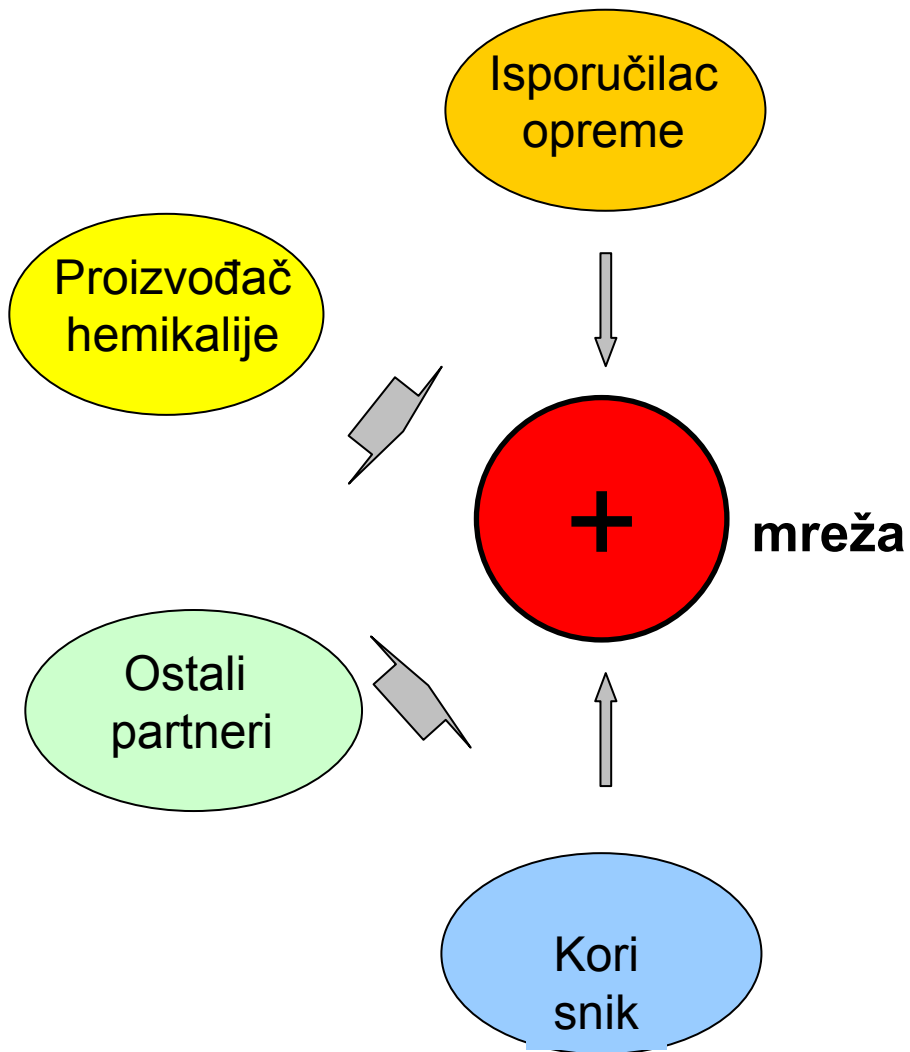 Isporučilac
opreme
Proizvođač
hemikalije
+
mreža
Ostali
partneri
Kori
snik